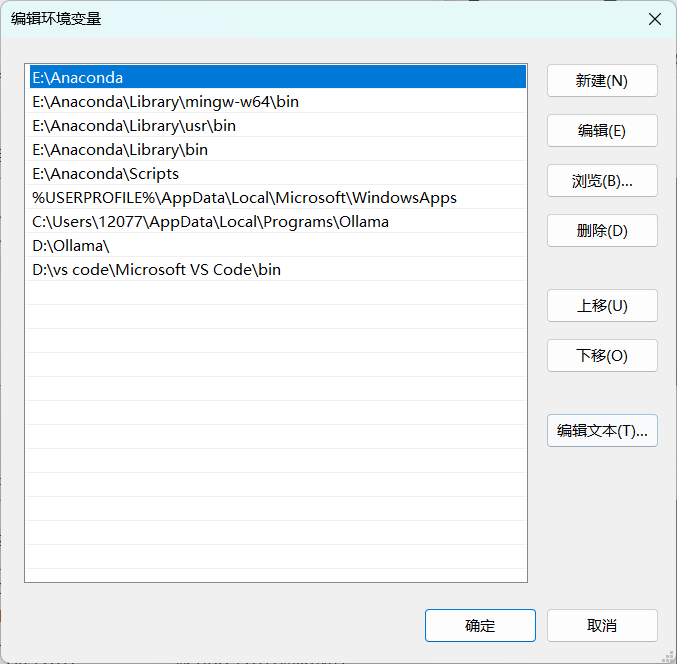 编辑环境变量
E:\Anaconda
E:\Anaconda\Library\mingw-w64\bin
E:\Anaconda\Library\usr\bin
E:\Anaconda\Library\bin
E:\Anaconda\Scripts
%USERPROFILE%\AppData\Local\Microsoft\WindowsApps
C:\Users\12077\AppData\Local\Programs\Ollama
D:\Ollama\
D:\vs code\Microsoft VS Code\bin
新建(N)
编辑(E)
浏览(B)...
删除(D)
上移(U)
下移(O)
编辑文本(T)...
确定
取消